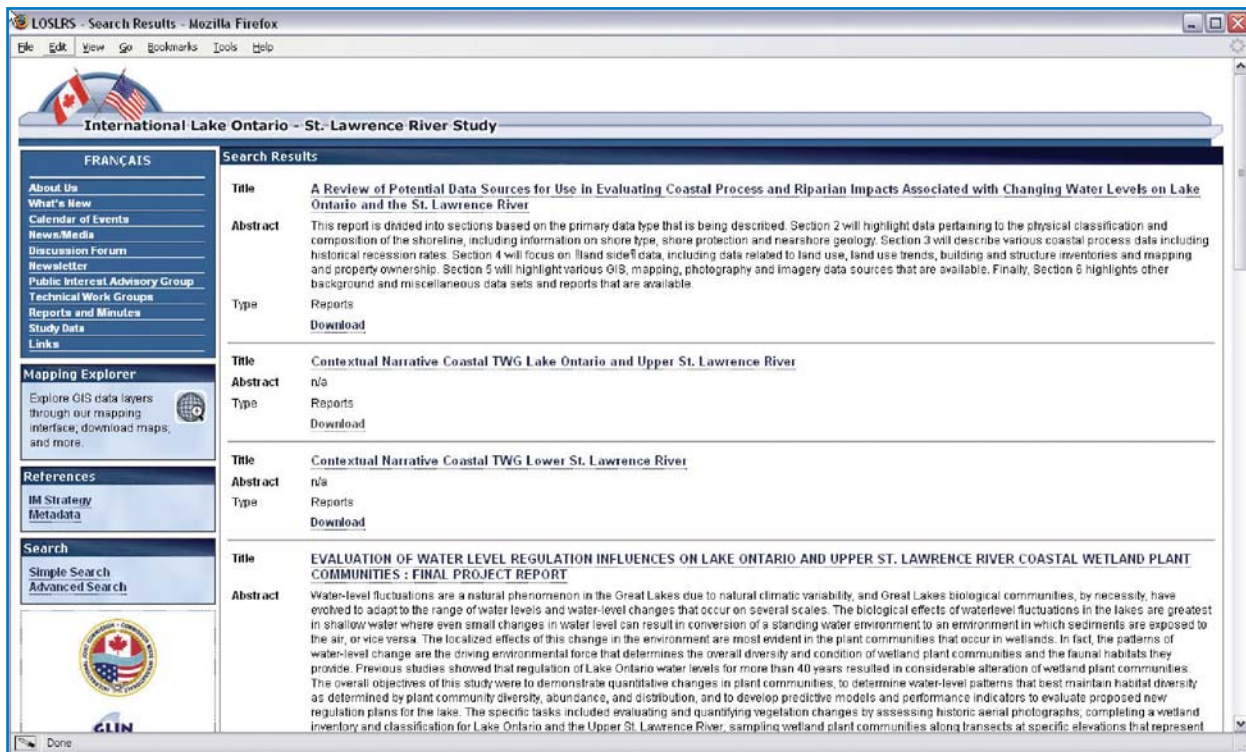 LOSLRS - Search Results - Mozilla Firefox
File Edit View Go Bookmarks Tools Help
International Lake Ontario - St. Lawrence River Study
FRANÇAIS
About Us
What's New
Calendar of Events
News/Media
Discussion Forum
Newsletter
Public Interest Advisory Group
Technical Work Groups
Reports and Minutes
Study Data
Links
Mapping Explorer
Explore GIS data layers
through our mapping
interface; download maps;
and more.
References
IM Strategy
Metadata
Search
Simple Search
Advanced Search
GLIN
Search Results
Title A Review of Potential Data Sources for Use in Evaluating Coastal Process and Riparian Impacts Associated with Changing Water Levels on Lake
Ontario and the St. Lawrence River
Abstract This report is divided into sections based on the primary data type that is being described. Section 2 will highlight data pertaining to the physical classification and
composition of the shoreline, including information on shore type, shore protection and nearshore geology. Section 3 will describe various coastal process data including
historical recession rates. Section 4 will focus on ¶land side¶ data, including data related to land use, land use trends, building and structure inventories and mapping
and property ownership. Section 5 will highlight various GIS, mapping, photography and imagery data sources that are available. Finally, Section 6 highlights other
background and miscellaneous data sets and reports that are available.
Type Reports
Download
Title Contextual Narrative Coastal TWG Lake Ontario and Upper St. Lawrence River
Abstract n/a
Type Reports
Download
Title Contextual Narrative Coastal TWG Lower St. Lawrence River
Abstract n/a
Type Reports
Download
Title EVALUATION OF WATER LEVEL REGULATION INFLUENCES ON LAKE ONTARIO AND UPPER ST. LAWRENCE RIVER COASTAL WETLAND PLANT
COMMUNITIES : FINAL PROJECT REPORT
Abstract Water-level fluctuations are a natural phenomenon in the Great Lakes due to natural climatic variability, and Great Lakes biological communities, by necessity, have
evolved to adapt to the range of water levels and water-level changes that occur on several scales. The biological effects of waterlevel fluctuations in the lakes are greatest
in shallow water where even small changes in water level can result in conversion of a standing water environment to an environment in which sediments are exposed to
the air, or vice versa. The localized effects of this change in the environment are most evident in the plant communities that occur in wetlands. In fact, the patterns of
water-level change are the driving environmental force that determines the overall diversity and condition of wetland plant communities and the faunal habitats they
provide. Previous studies showed that regulation of Lake Ontario water levels for more than 40 years resulted in considerable alteration of wetland plant communities.
The overall objectives of this study were to demonstrate quantitative changes in plant communities, to determine water-level patterns that best maintain habitat diversity
as determined by plant community diversity, abundance, and distribution, and to develop predictive models and performance indicators to evaluate proposed new
regulation plans for the lake. The specific tasks included evaluating and quantifying vegetation changes by assessing historic aerial photographs; completing a wetland
inventory and classification for Lake Ontario and the Upper St. Lawrence River, sampling wetland plant communities along transects at specific elevations that represent
Done